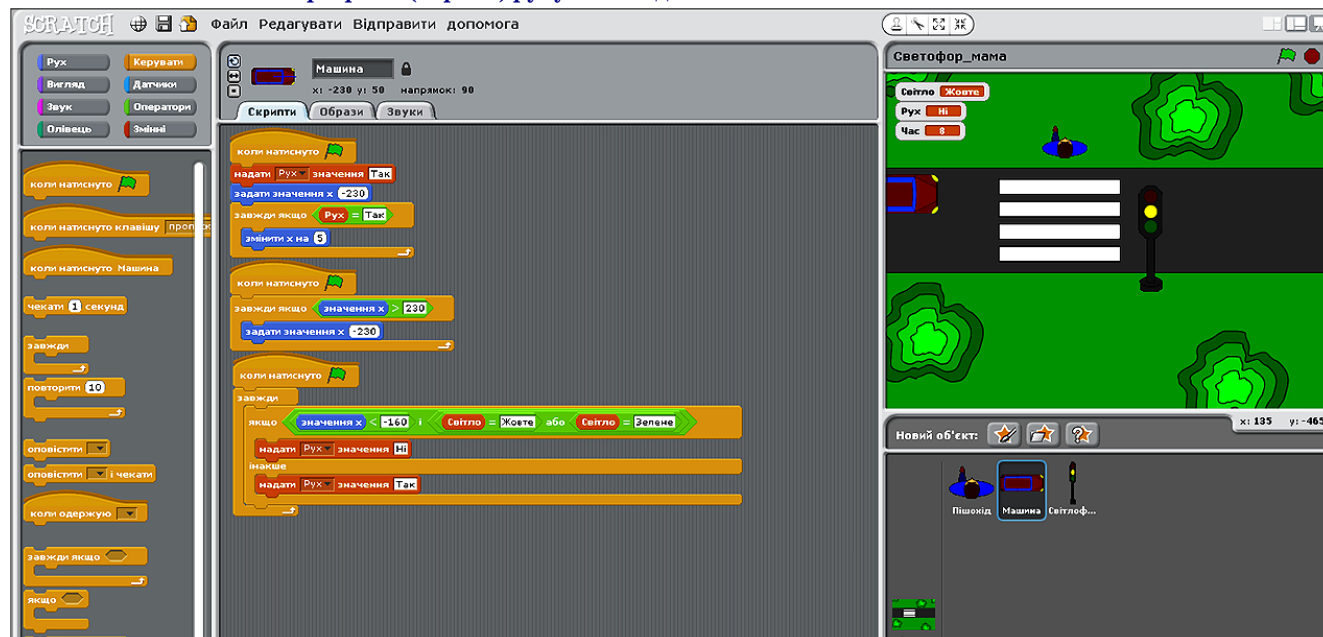 SCRATCH Файл Редагувати Відправити допомога
Рух Керувати
Вигляд Датчики
Звук Оператори
Олівець Змінні
коли натиснуто
коли натиснуто клавішу
коли натиснуто Машина
чекати 1 секунд
завжди
повторити 10
оповістити
оповістити і чекати
коли одержую
завжди якщо
якщо
Машина
x: -230 y: 50 напрямок: 90
Скрипти Образи Звуки
коли натиснуто
надати Рух значення Так
задати значення x -230
завжди якщо Рух = Так
змінити x на 5
коли натиснуто
завжди якщо значення x > 230
задати значення x -230
коли натиснуто
завжди
якщо значення x < -160 і Світло = Жовте або Світло = Зелене
надати Рух значення Ні
інакше
надати Рух значення Так
Светофор_мама
Світло Жовте
Рух Ні
Час 8
x: 135 y: -465
Новий об'єкт:
Пішохід Машина Світлоф...